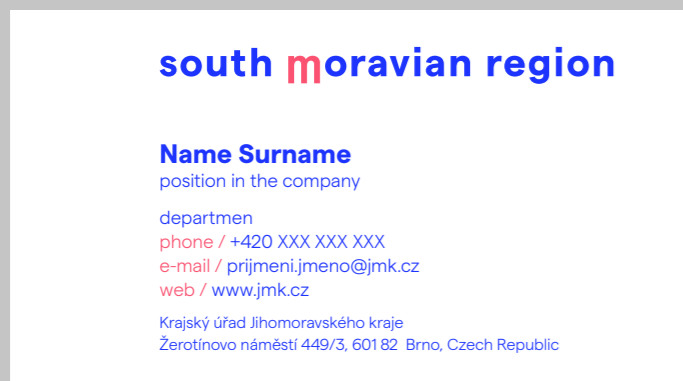 south moravian region
Name Surname
position in the company
departmen
phone / +420 XXX XXX XXX
e-mail / prijmeni.jmeno@jmk.cz
web / www.jmk.cz
Krajský úřad Jihomoravského kraje
Žerotínovo náměstí 449/3, 601 82 Brno, Czech Republic